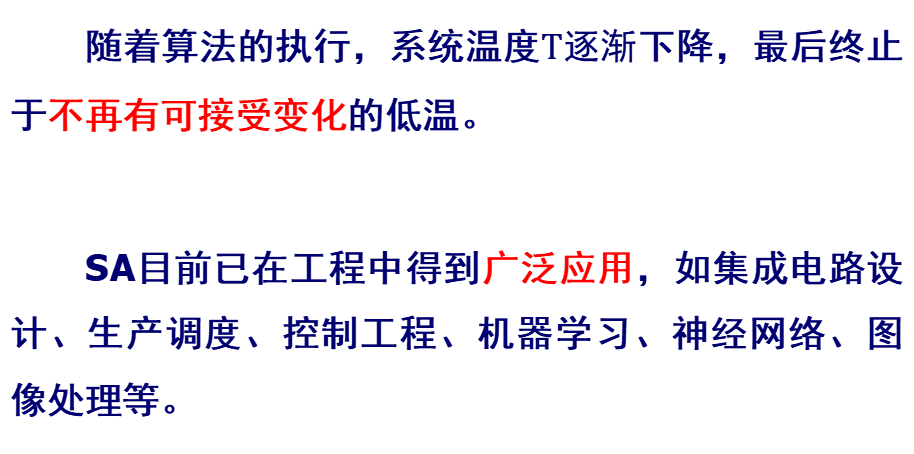 随着算法的执行，系统温度T逐渐下降，最后终止
于不再有可接受变化的低温。
SA目前已在工程中得到广泛应用，如集成电路设
计、生产调度、控制工程、机器学习、神经网络、图
像处理等。